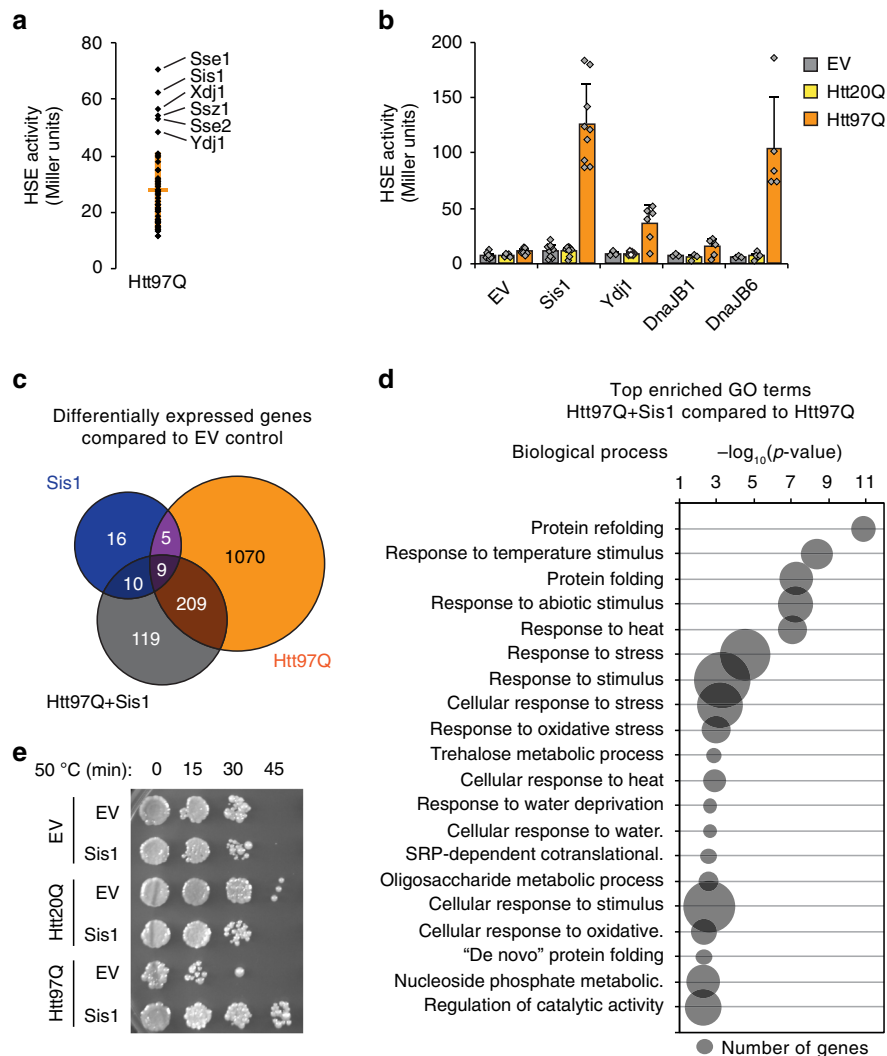 a
80
60
40
20
0
HSE activity
(Miller units)
Sse1
Sis1
Xdj1
Ssz1
Sse2
Ydj1
Htt97Q
b
200
150
100
50
0
HSE activity
(Miller units)
EV
Htt20Q
Htt97Q
EV
Sis1
Ydj1
DnaJB1
DnaJB6
c
Differentially expressed genes
compared to EV control
Sis1
16
5
1070
10
9
209
119
Htt97Q
Htt97Q+Sis1
d
Top enriched GO terms
Htt97Q+Sis1 compared to Htt97Q
Biological process
–log10(p-value)
1 3 5 7 9 11
Protein refolding
Response to temperature stimulus
Protein folding
Response to abiotic stimulus
Response to heat
Response to stress
Response to stimulus
Cellular response to stress
Response to oxidative stress
Trehalose metabolic process
Cellular response to heat
Response to water deprivation
Cellular response to water.
SRP-dependent cotranslational.
Oligosaccharide metabolic process
Cellular response to stimulus
Cellular response to oxidative.
“De novo” protein folding
Nucleoside phosphate metabolic.
Regulation of catalytic activity
Number of genes
e
50 °C (min): 0 15 30 45
EV
EV
Sis1
Htt20Q
EV
Sis1
Htt97Q
EV
Sis1